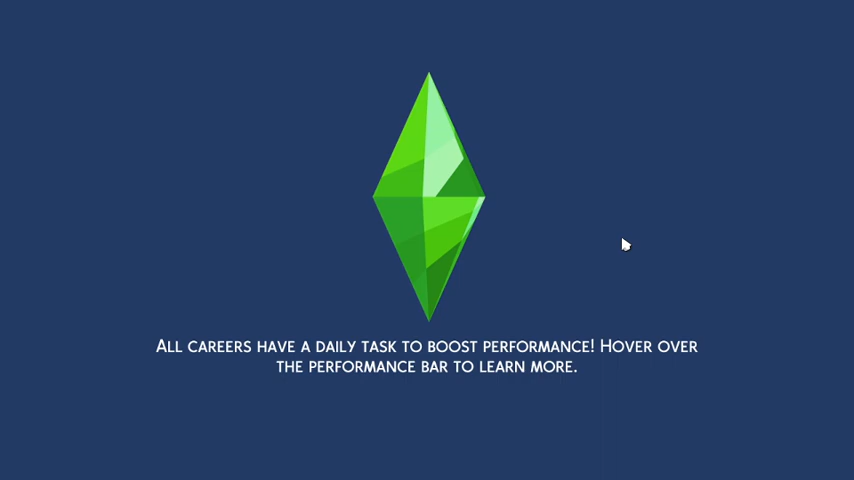 All careers have a daily task to boost performance! Hover over
the performance bar to learn more.